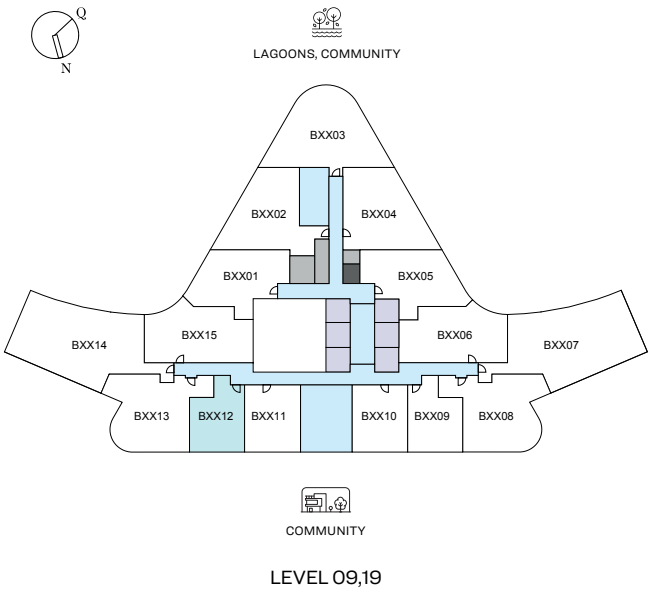 Q
N
LAGOONS, COMMUNITY
BXX03
BXX02
BXX04
BXX01
BXX05
BXX15
BXX06
BXX14
BXX07
BXX13
BXX12
BXX11
BXX10
BXX09
BXX08
COMMUNITY
LEVEL 09,19